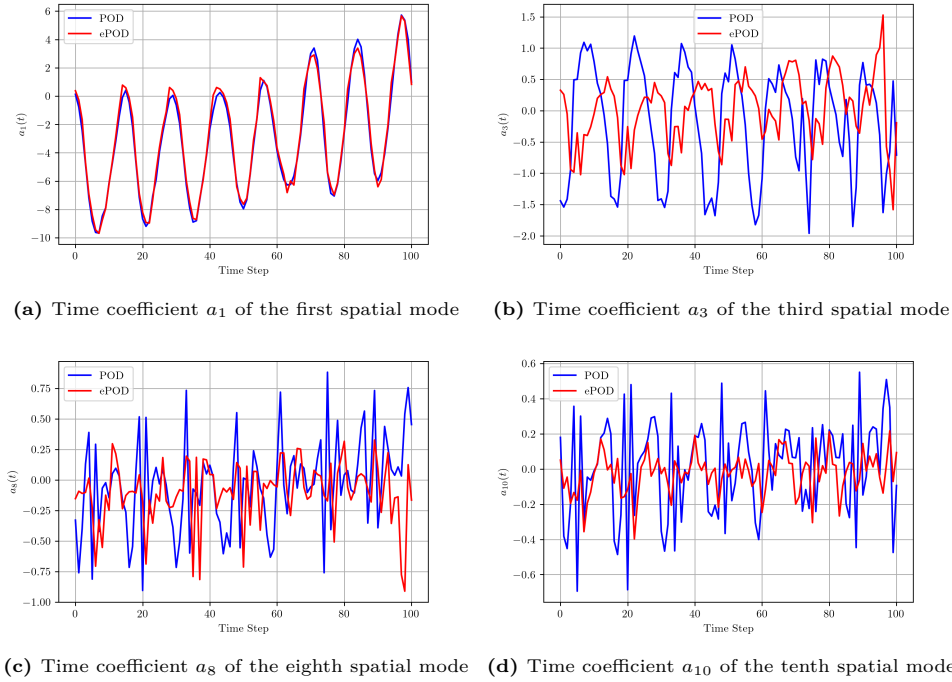 6
4
2
0
−2
−4
−6
−8
−10
a₁(t)
0 20 40 60 80 100
Time Step
POD
ePOD
(a) Time coefficient a₁ of the first spatial mode
1.5
1.0
0.5
0.0
−0.5
−1.0
−1.5
−2.0
a₃(t)
0 20 40 60 80 100
Time Step
POD
ePOD
(b) Time coefficient a₃ of the third spatial mode
0.75
0.50
0.25
0.00
−0.25
−0.50
−0.75
−1.00
a₈(t)
0 20 40 60 80 100
Time Step
POD
ePOD
(c) Time coefficient a₈ of the eighth spatial mode
0.6
0.4
0.2
0.0
−0.2
−0.4
−0.6
a₁₀(t)
0 20 40 60 80 100
Time Step
POD
ePOD
(d) Time coefficient a₁₀ of the tenth spatial mode